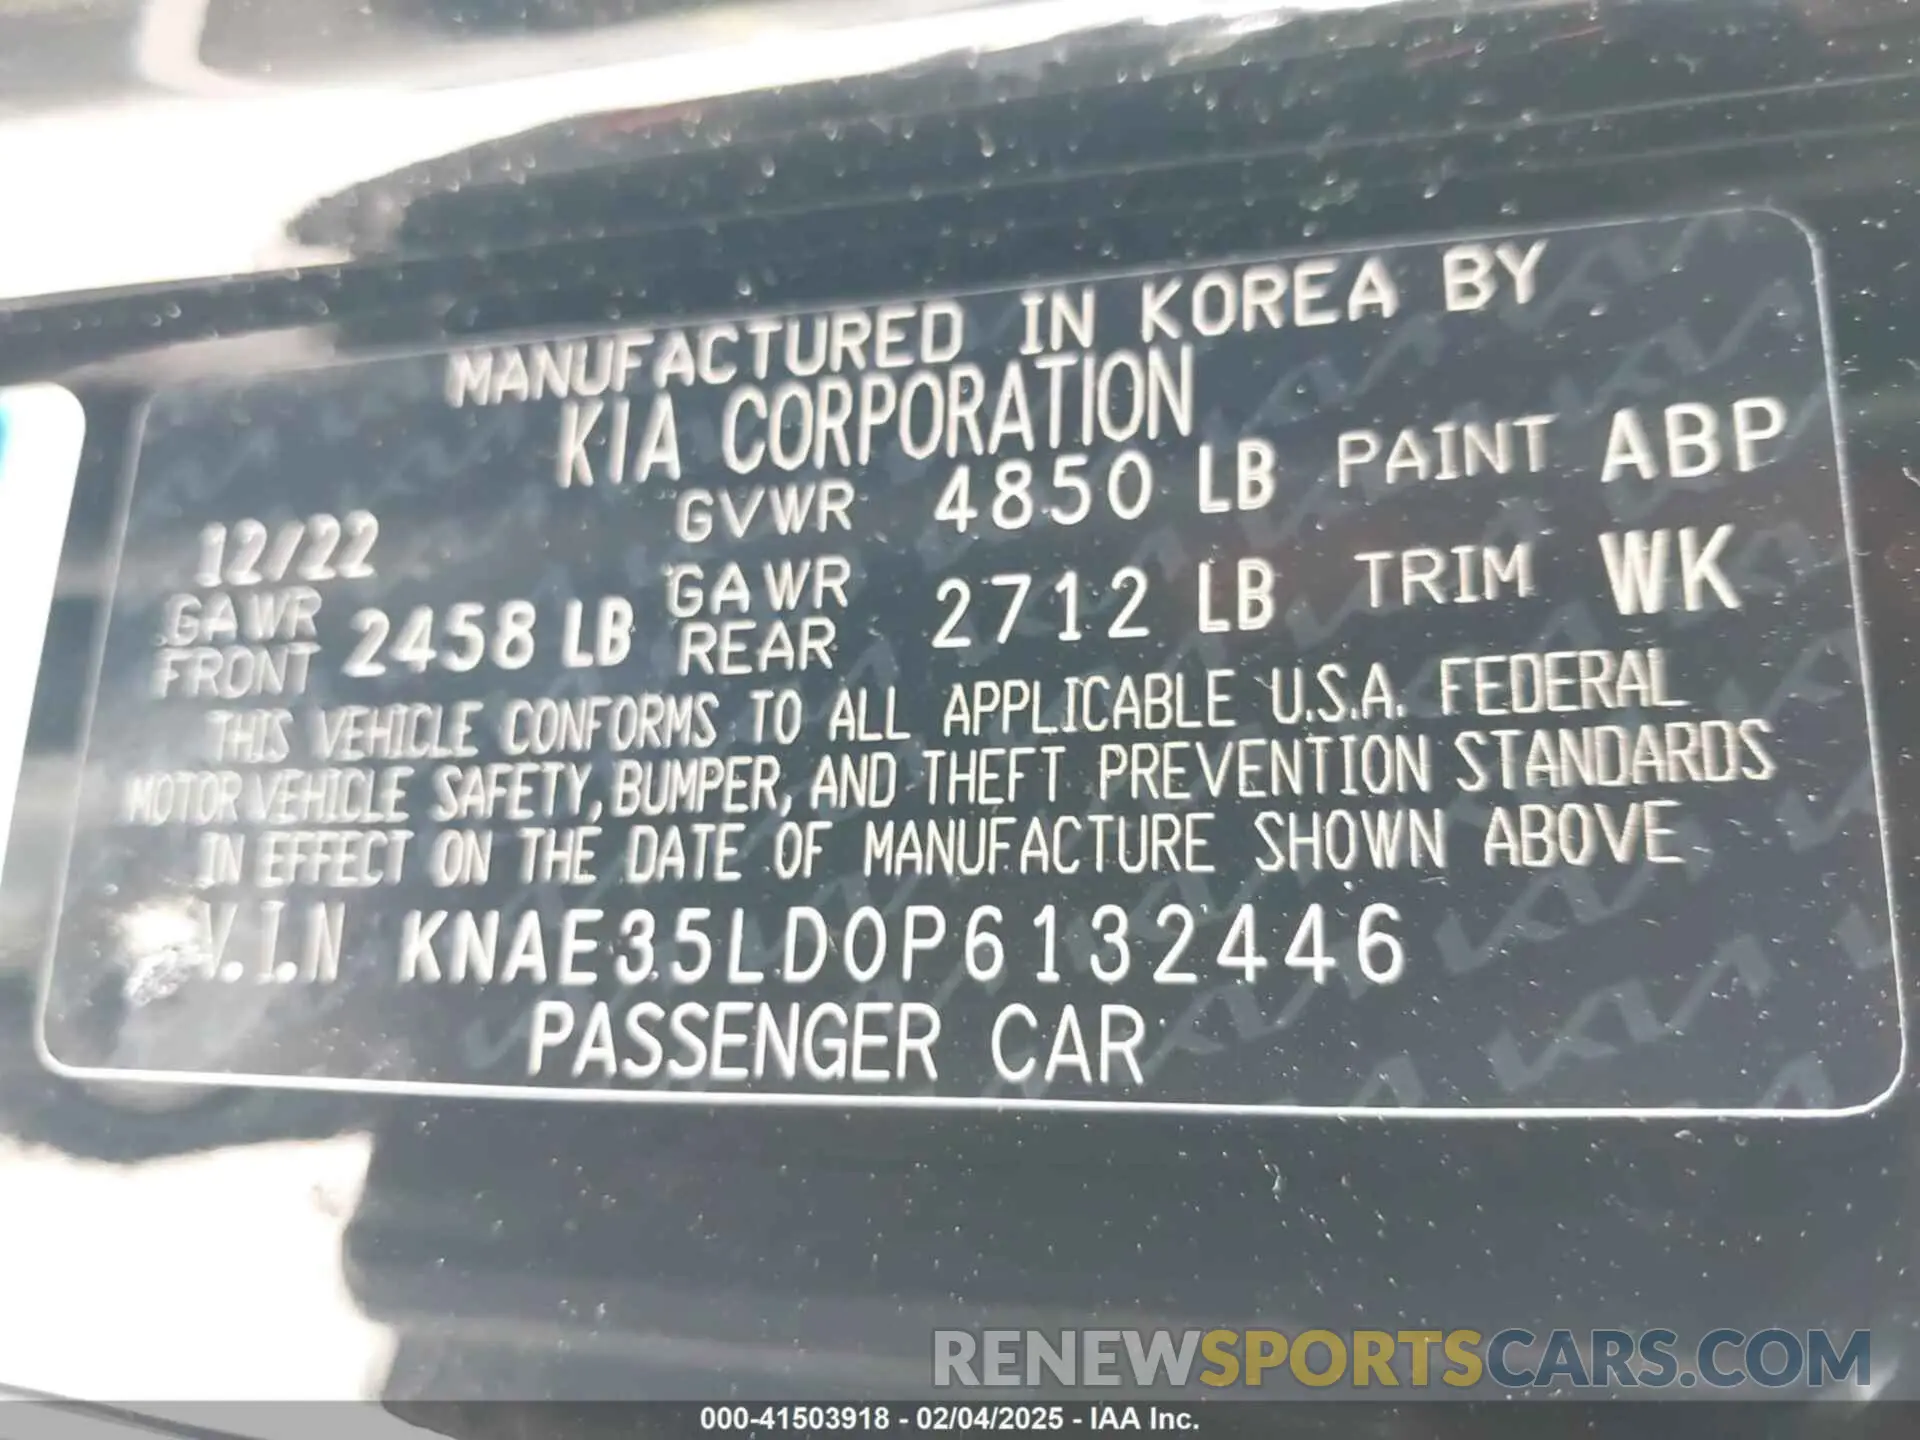 MANUFACTURED IN KOREA BY
KIA CORPORATION
12/22 GVWR 4850 LB PAINT ABP
GAWR FRONT 2458 LB GAWR REAR 2712 LB TRIM WK
THIS VEHICLE CONFORMS TO ALL APPLICABLE U.S.A. FEDERAL
MOTOR VEHICLE SAFETY, BUMPER, AND THEFT PREVENTION STANDARDS
IN EFFECT ON THE DATE OF MANUFACTURE SHOWN ABOVE
V.I.N KNAE35LD0P6132446
PASSENGER CAR
RENEWSPORTSCARS.COM
000-41503918 - 02/04/2025 - IAA Inc.